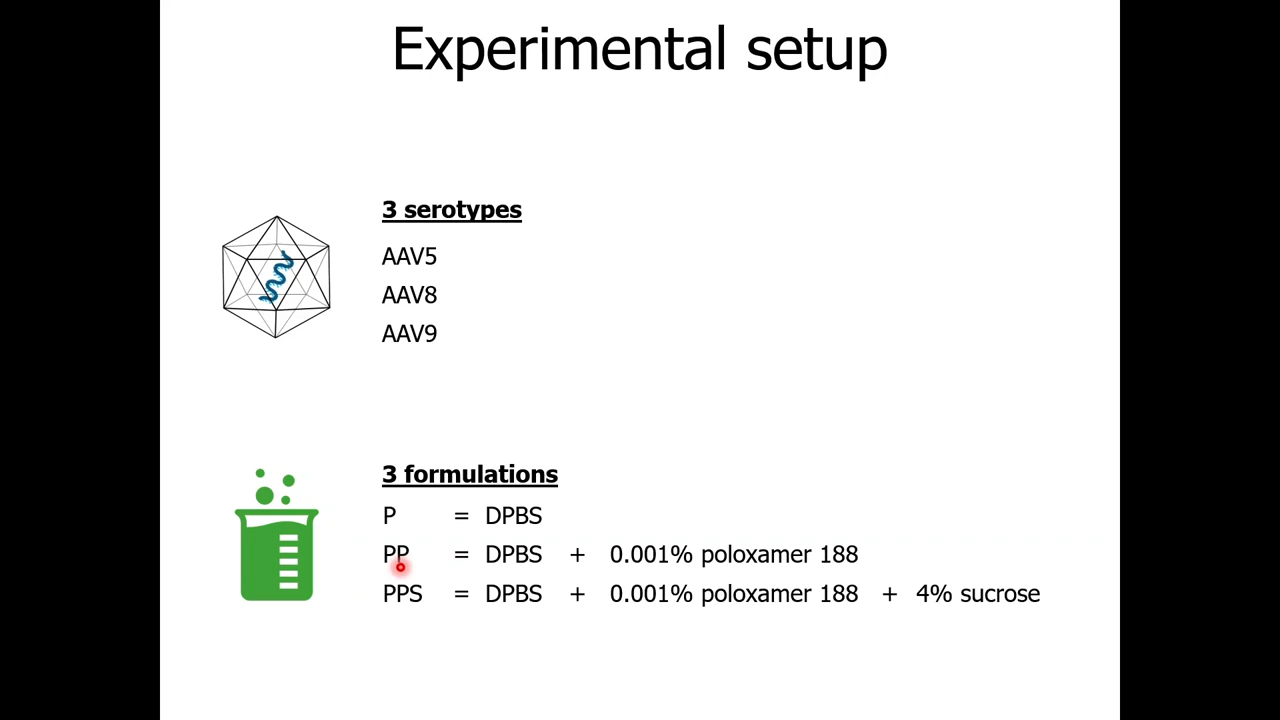 Experimental setup
3 serotypes
AAV5
AAV8
AAV9
3 formulations
P = DPBS
PP = DPBS + 0.001% poloxamer 188
PPS = DPBS + 0.001% poloxamer 188 + 4% sucrose